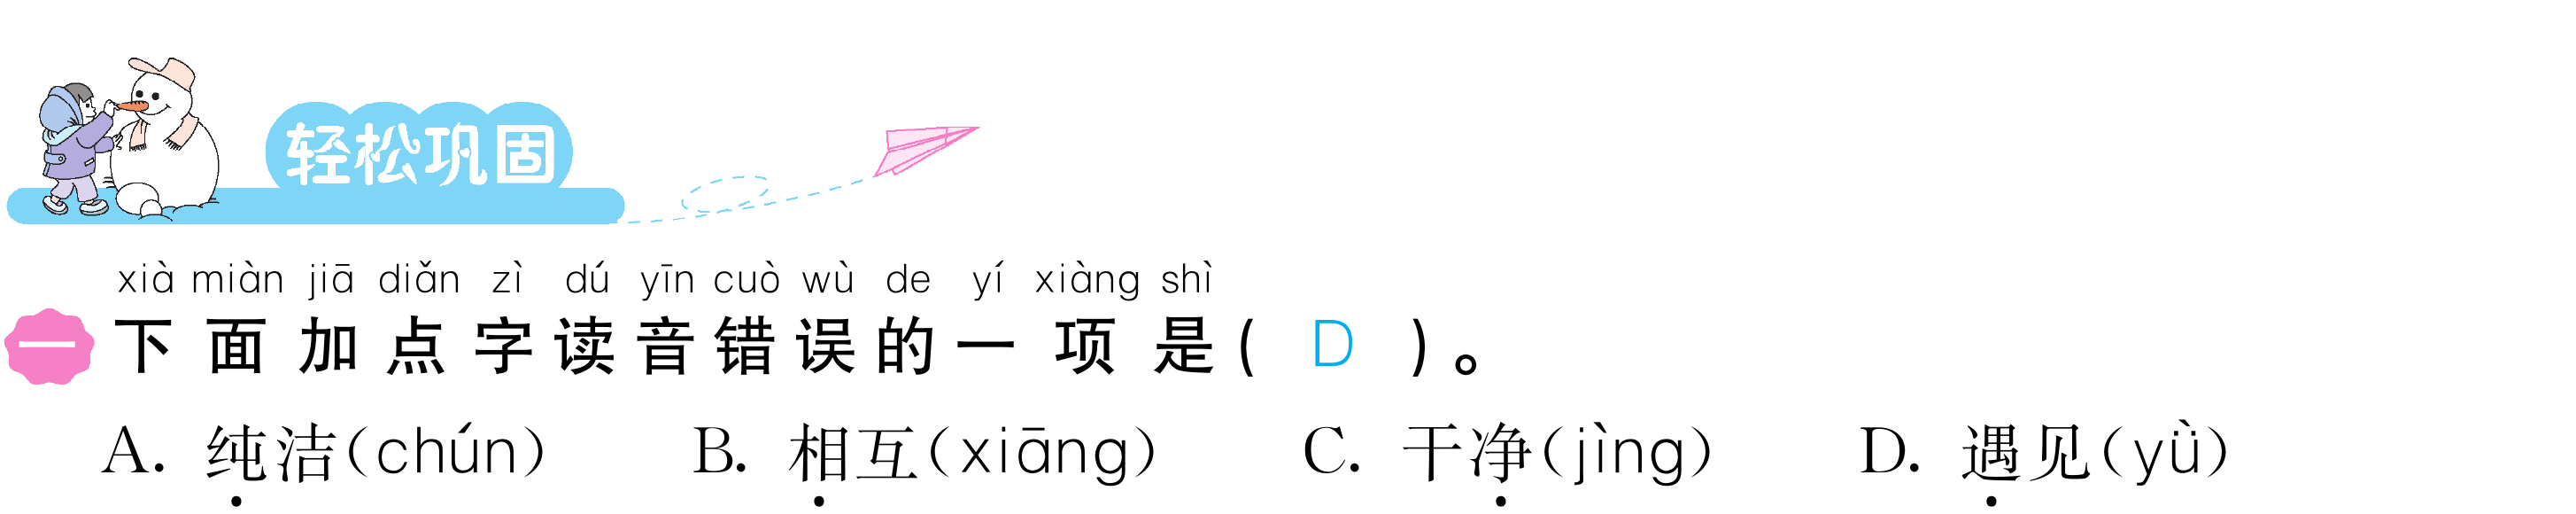 轻松巩固
xià miàn jiā diǎn zì dú yīn cuò wù de yí xiàng shì
一 下面加点字读音错误的一项是( D )。
A. 纯洁(chún) B. 相互(xiāng) C. 干净(jìng) D. 遇见(yǜ)